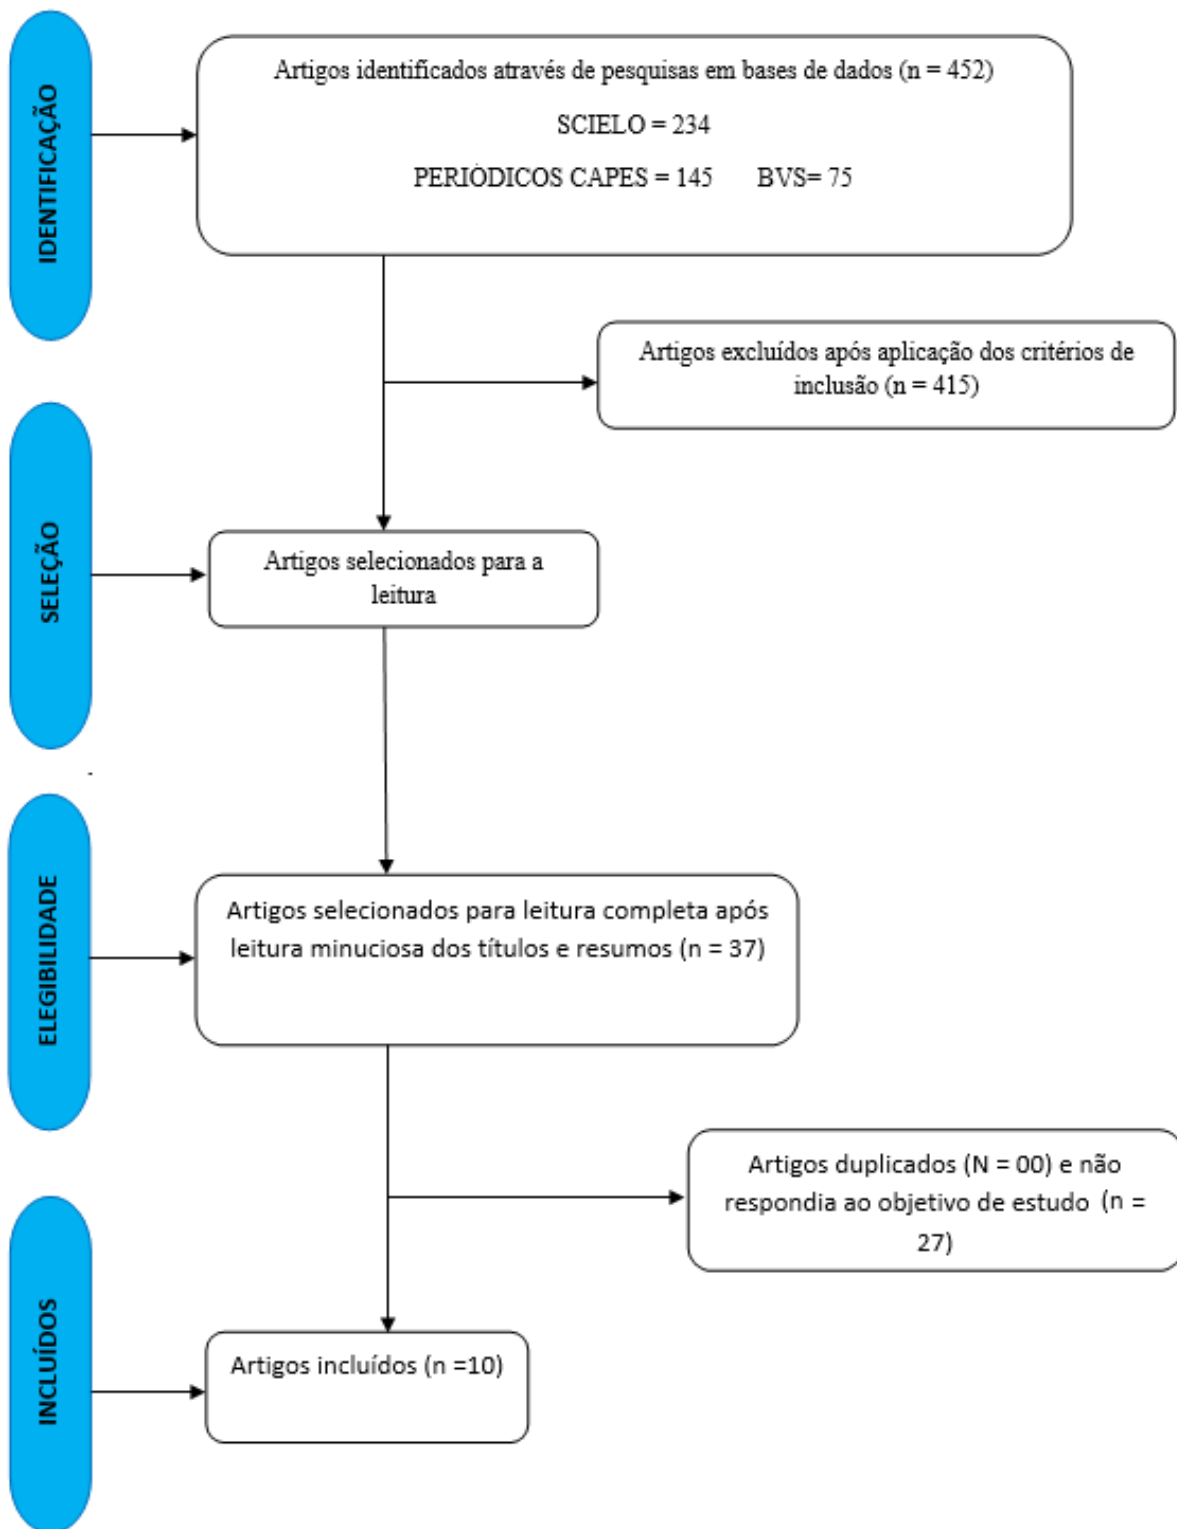 IDENTIFICAÇÃO
Artigos identificados através de pesquisas em bases de dados (n = 452)
SCIELO = 234
PERIÓDICOS CAPES = 145 BVS= 75
Artigos excluídos após aplicação dos critérios de
inclusão (n = 415)
SELEÇÃO
Artigos selecionados para a
leitura
ELEGIBILIDADE
Artigos selecionados para leitura completa após
leitura minuciosa dos títulos e resumos (n = 37)
Artigos duplicados (N = 00) e não
respondia ao objetivo de estudo (n =
27)
INCLUÍDOS
Artigos incluídos (n =10)